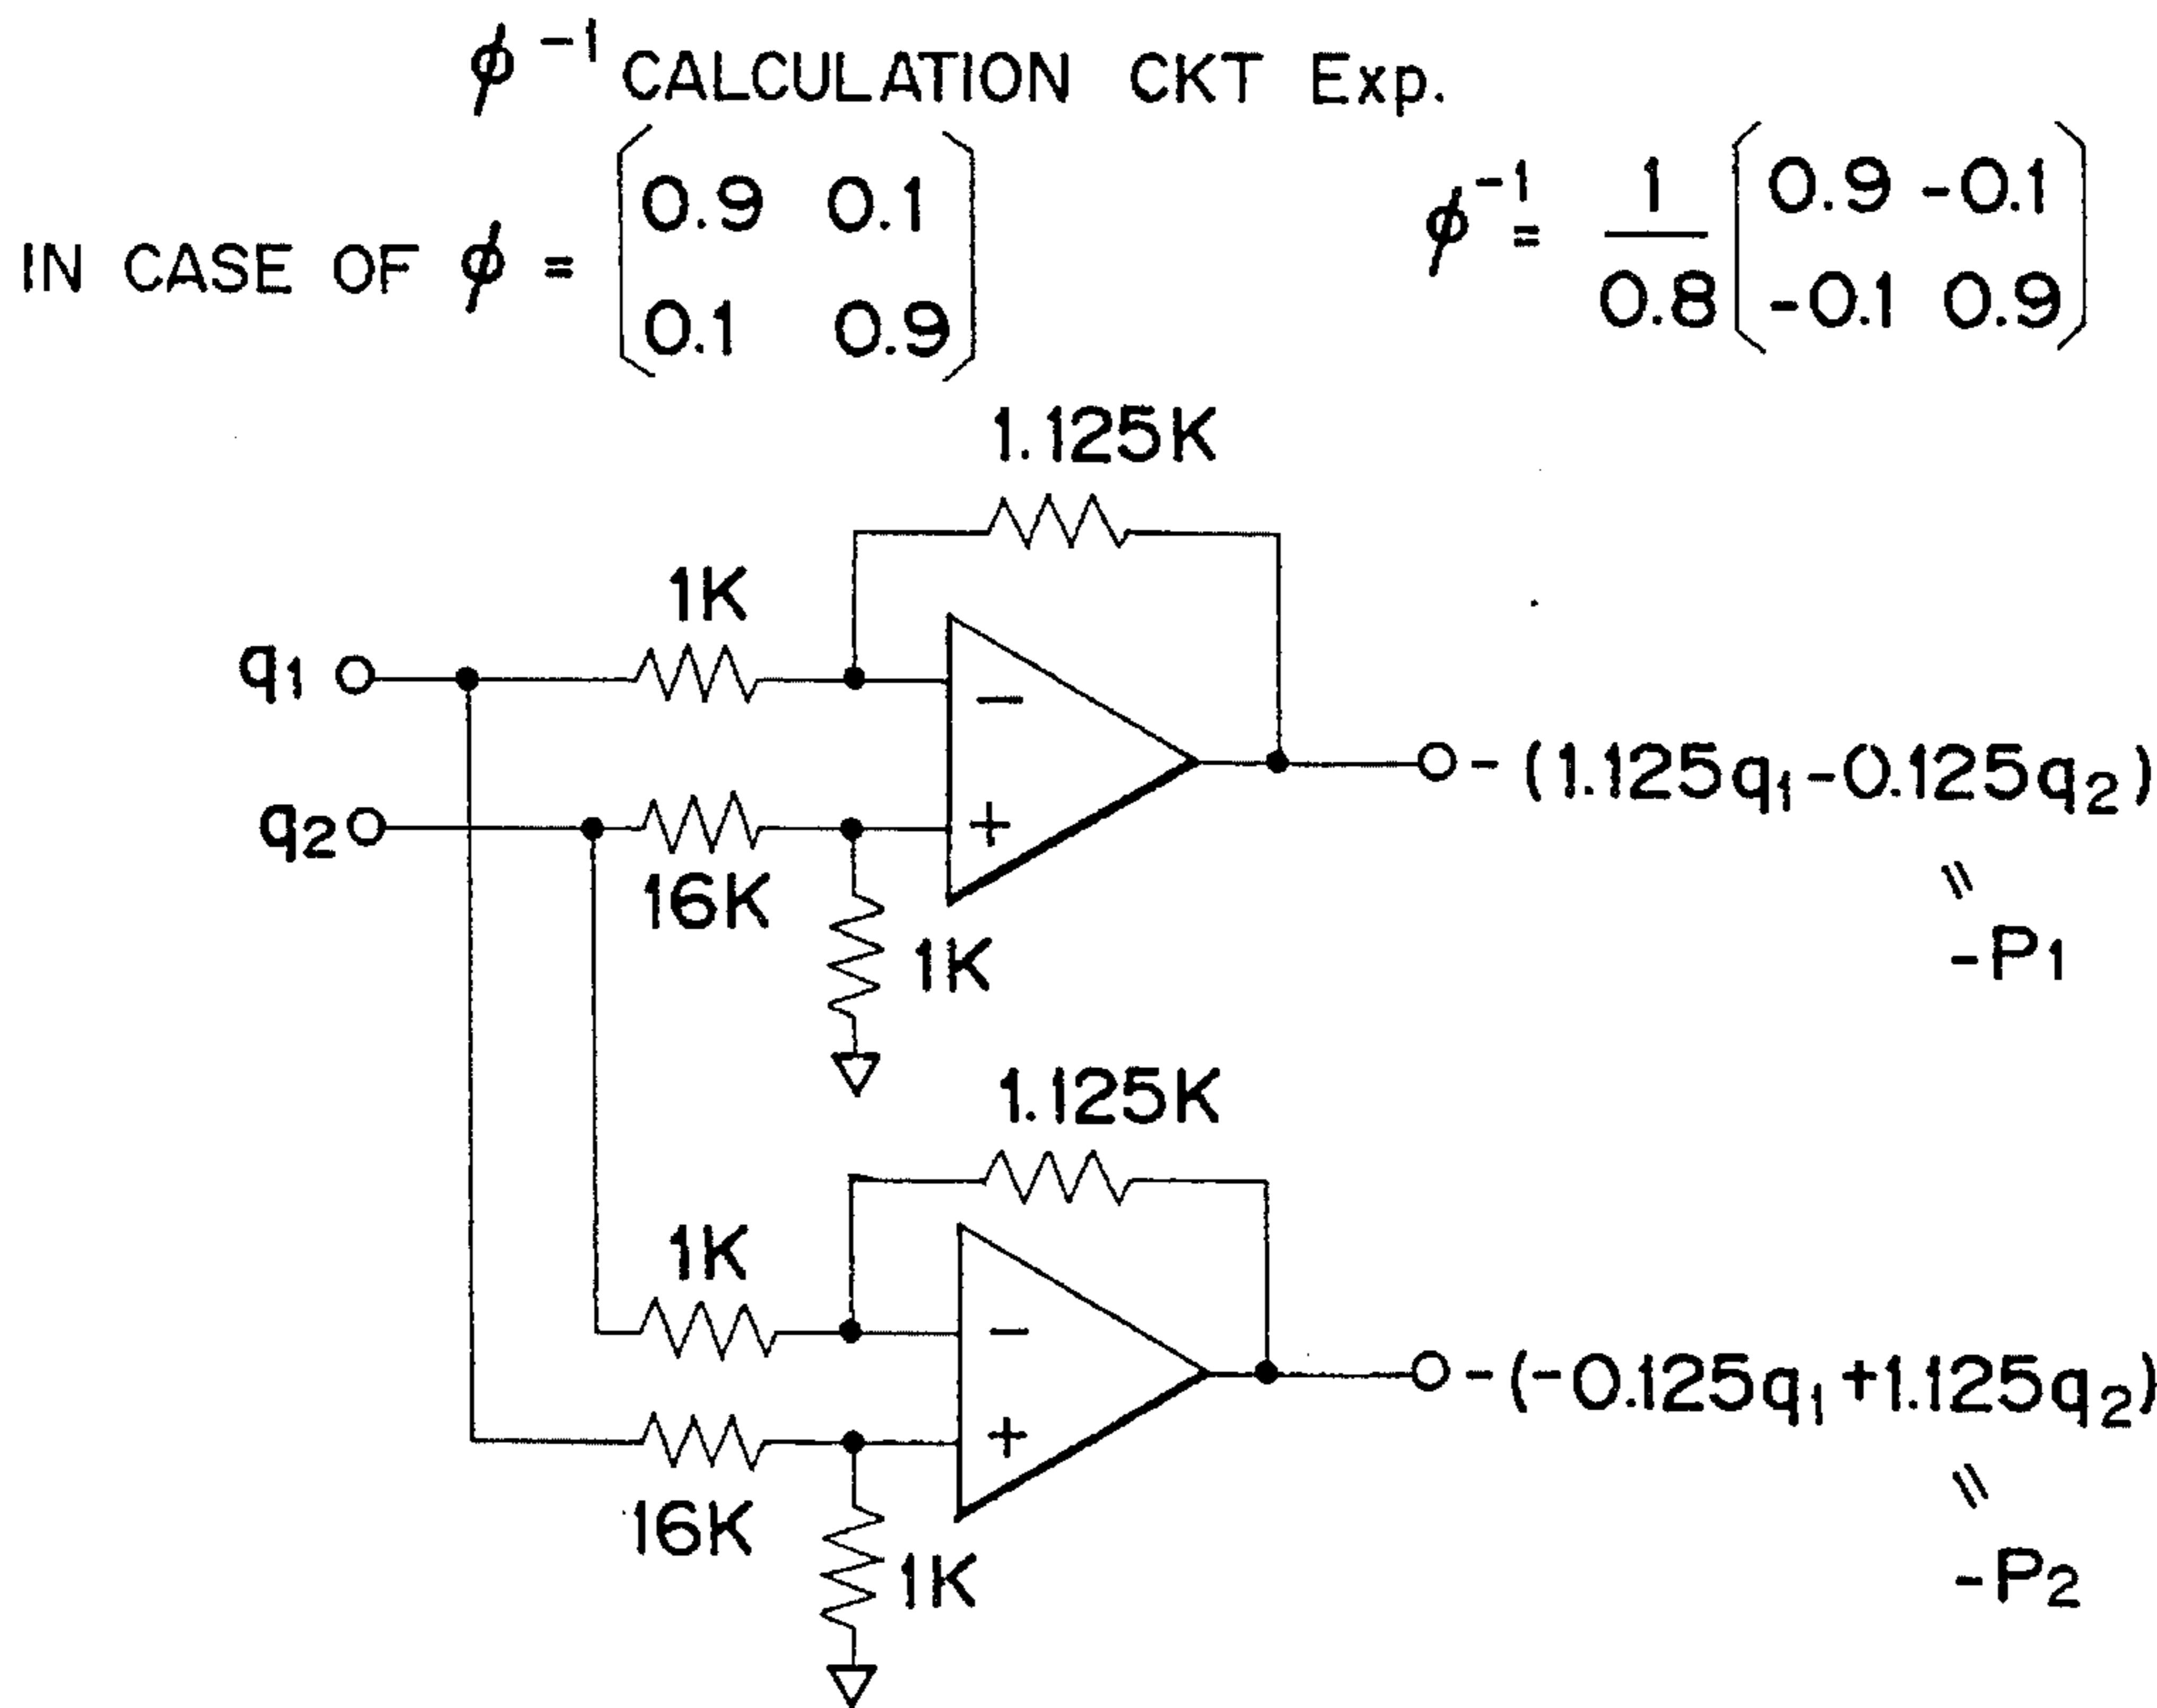 ϕ⁻¹ CALCULATION CKT Exp.
IN CASE OF ϕ = (0.9 0.1
0.1 0.9)
ϕ⁻¹ = 1/0.8 (0.9 -0.1
-0.1 0.9)
1.125K
1K
q1
-
q2
+
16K
1K
-(1.125q1-0.125q2)
〃
-P1
1.125K
1K
-
+
16K
1K
-(-0.125q1+1.125q2)
〃
-P2